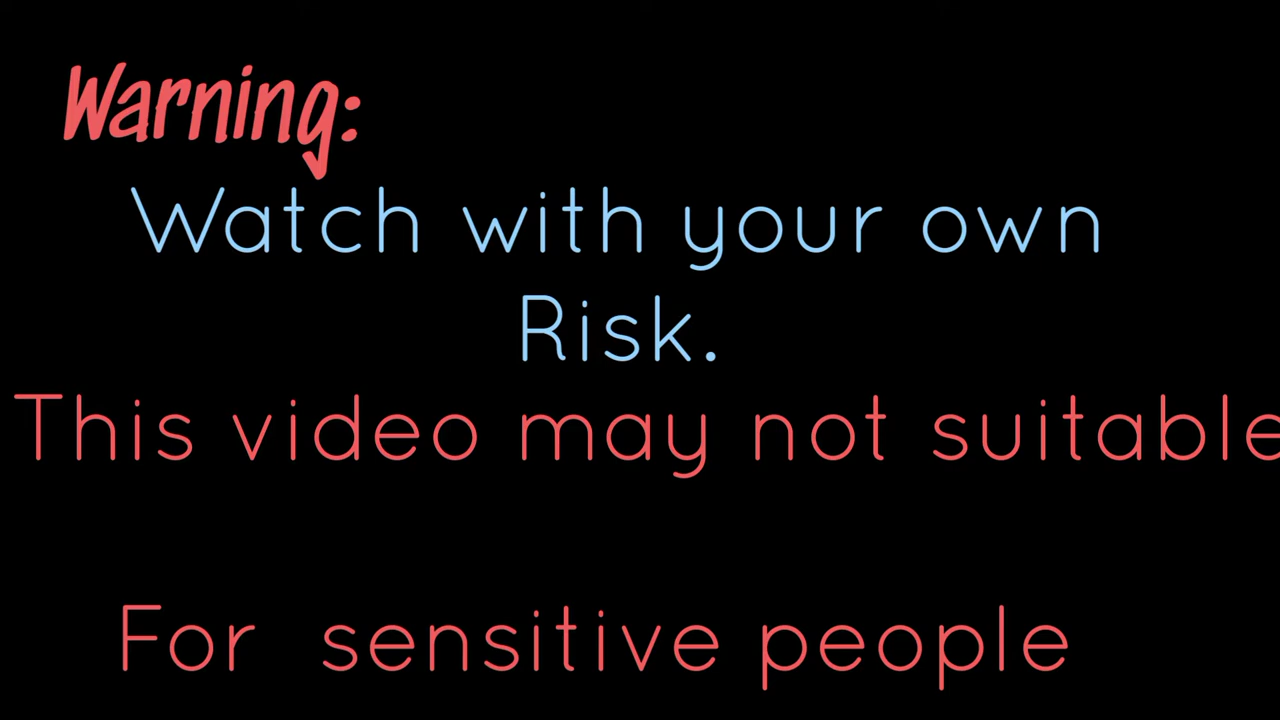 Warning:
Watch with your own
Risk.
This video may not suitable
For sensitive people